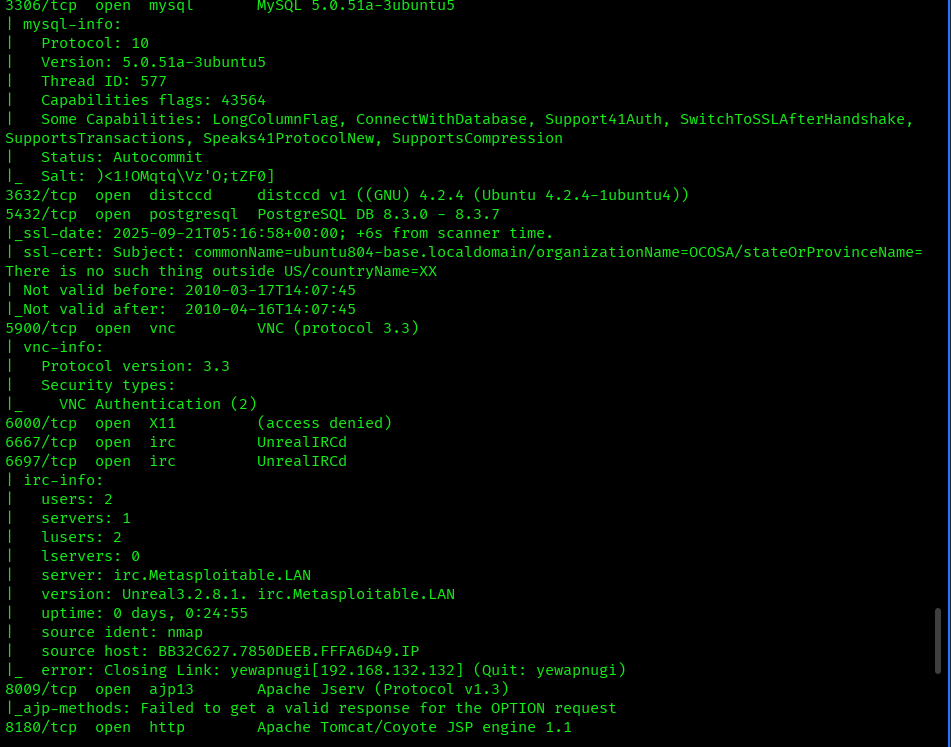 3306/tcp  open  mysql       MySQL 5.0.51a-3ubuntu5
| mysql-info:
|   Protocol: 10
|   Version: 5.0.51a-3ubuntu5
|   Thread ID: 577
|   Capabilities flags: 43564
|   Some Capabilities: LongColumnFlag, ConnectWithDatabase, Support41Auth, SwitchToSSLAfterHandshake,
SupportsTransactions, Speaks41ProtocolNew, SupportsCompression
|   Status: Autocommit
|_  Salt: )<1!OMqtq\Vz'O;tZF0]
3632/tcp  open  distccd     distccd v1 ((GNU) 4.2.4 (Ubuntu 4.2.4-1ubuntu4))
5432/tcp  open  postgresql  PostgreSQL DB 8.3.0 - 8.3.7
|_ssl-date: 2025-09-21T05:16:58+00:00; +6s from scanner time.
| ssl-cert: Subject: commonName=ubuntu804-base.localdomain/organizationName=OCOSA/stateOrProvinceName=
There is no such thing outside US/countryName=XX
| Not valid before: 2010-03-17T14:07:45
|_Not valid after:  2010-04-16T14:07:45
5900/tcp  open  vnc         VNC (protocol 3.3)
| vnc-info:
|   Protocol version: 3.3
|   Security types:
|_    VNC Authentication (2)
6000/tcp  open  X11         (access denied)
6667/tcp  open  irc         UnrealIRCd
6697/tcp  open  irc         UnrealIRCd
| irc-info:
|   users: 2
|   servers: 1
|   lusers: 2
|   lservers: 0
|   server: irc.Metasploitable.LAN
|   version: Unreal3.2.8.1. irc.Metasploitable.LAN
|   uptime: 0 days, 0:24:55
|   source ident: nmap
|   source host: BB32C627.7850DEEB.FFFA6D49.IP
|_  error: Closing Link: yewapnugi[192.168.132.132] (Quit: yewapnugi)
8009/tcp  open  ajp13       Apache Jserv (Protocol v1.3)
|_ajp-methods: Failed to get a valid response for the OPTION request
8180/tcp  open  http        Apache Tomcat/Coyote JSP engine 1.1